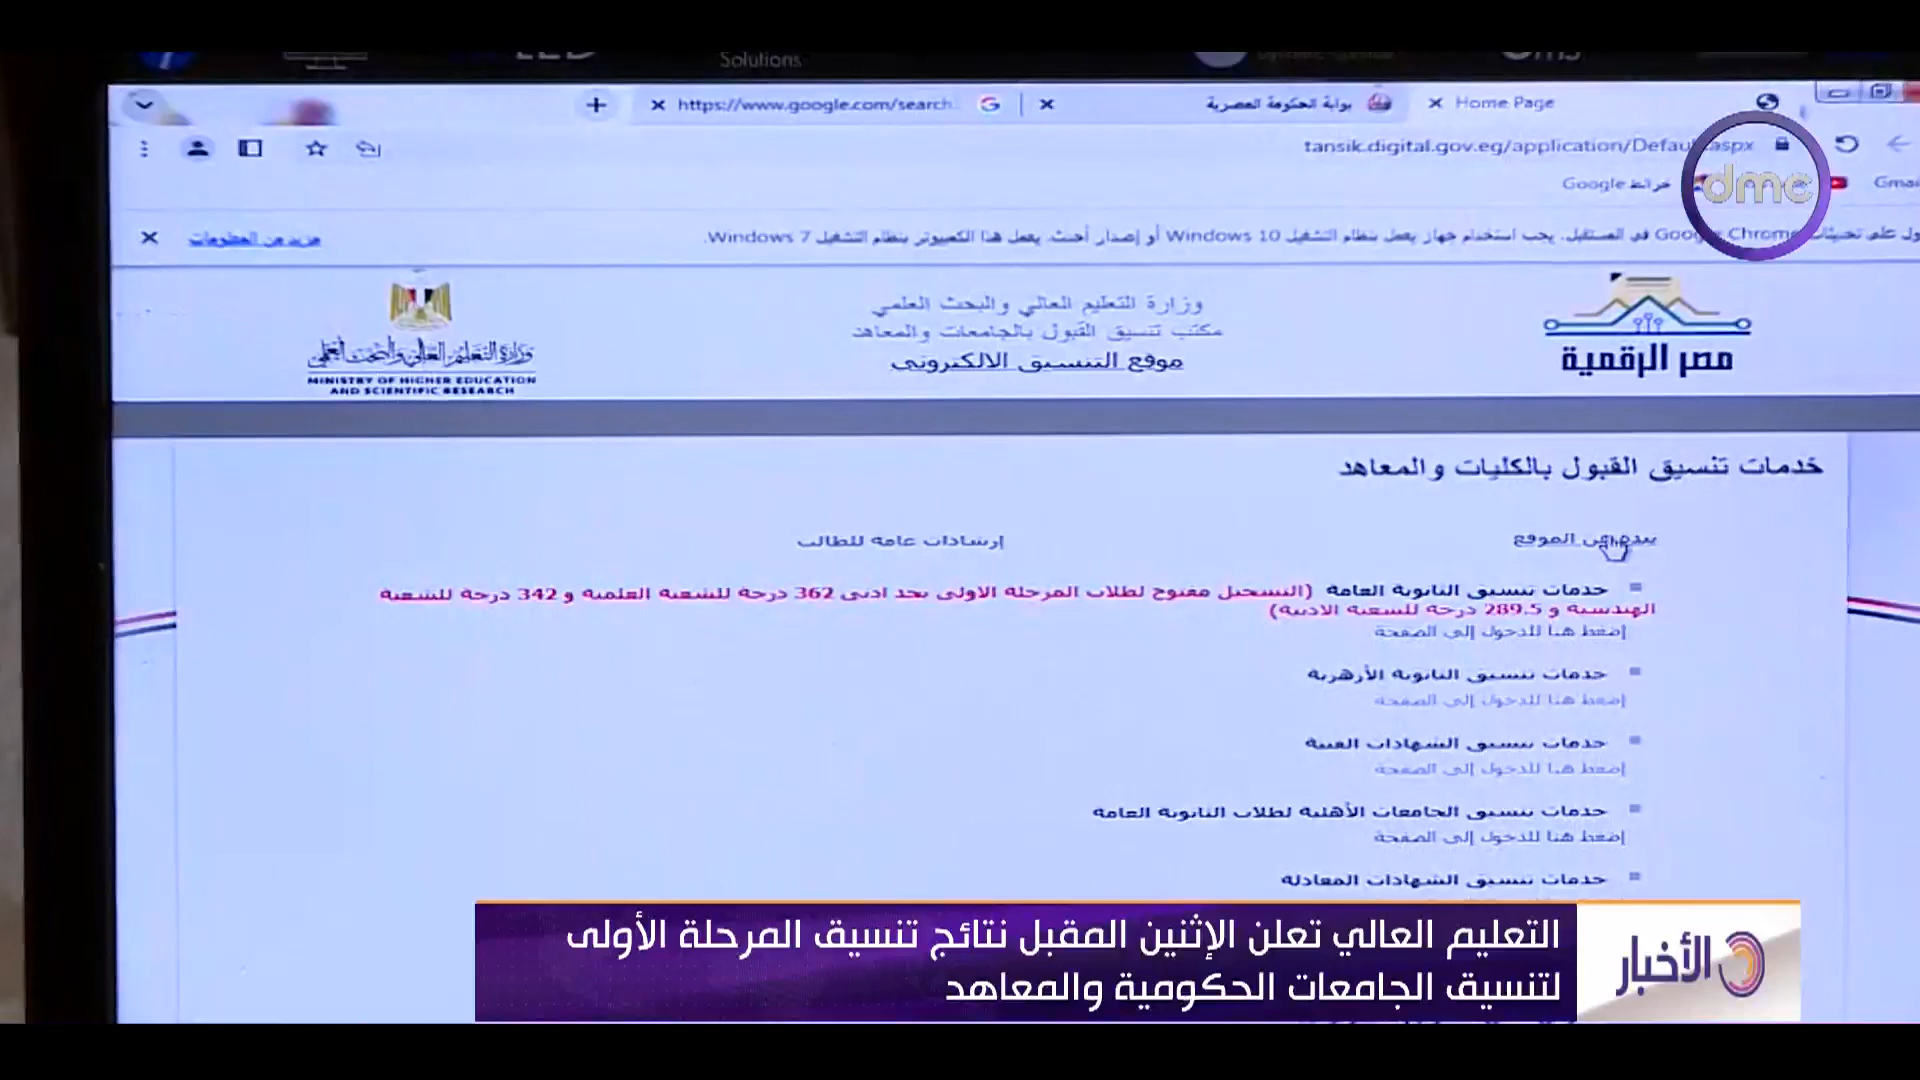 Solutions
https://www.google.com/search
بوابة الحكومة المصرية
Home Page
tansik.digital.gov.eg/application/Default.aspx
dmc
خرائط Google
Gmai
ول على تحديثات Google Chrome في المستقبل. يجب استخدام جهاز يعمل بنظام التشغيل Windows 10 أو إصدار أحدث. يعمل هذا الكمبيوتر بنظام التشغيل Windows 7.
مزيد من المعلومات
وزارة التعليم العالي والبحث العلمي
مكتب تنسيق القبول بالجامعات والمعاهد
موقع التنسيق الالكترونى
مصر الرقمية
وزارة التعليم العالي والبحث العلمي
MINISTRY OF HIGHER EDUCATION
AND SCIENTIFIC RESEARCH
خدمات تنسيق القبول بالكليات والمعاهد
الموقع
إرشادات عامة للطالب
خدمات تنسيق الثانوية العامة (التسجيل مفتوح لطلاب المرحلة الاولى بحد ادنى 362 درجة للشعبة العلمية و 342 درجة للشعبة
الهندسية و 289.5 درجة للشعبة الادبية)
إضغط هنا للدخول إلى الصفحة
خدمات تنسيق الثانوية الأزهرية
إضغط هنا للدخول إلى الصفحة
خدمات تنسيق الشهادات الفنية
إضغط هنا للدخول إلى الصفحة
خدمات تنسيق الجامعات الأهلية لطلاب الثانوية العامة
إضغط هنا للدخول إلى الصفحة
خدمات تنسيق الشهادات المعادلة
الأخبار
التعليم العالي تعلن الإثنين المقبل نتائج تنسيق المرحلة الأولى
لتنسيق الجامعات الحكومية والمعاهد